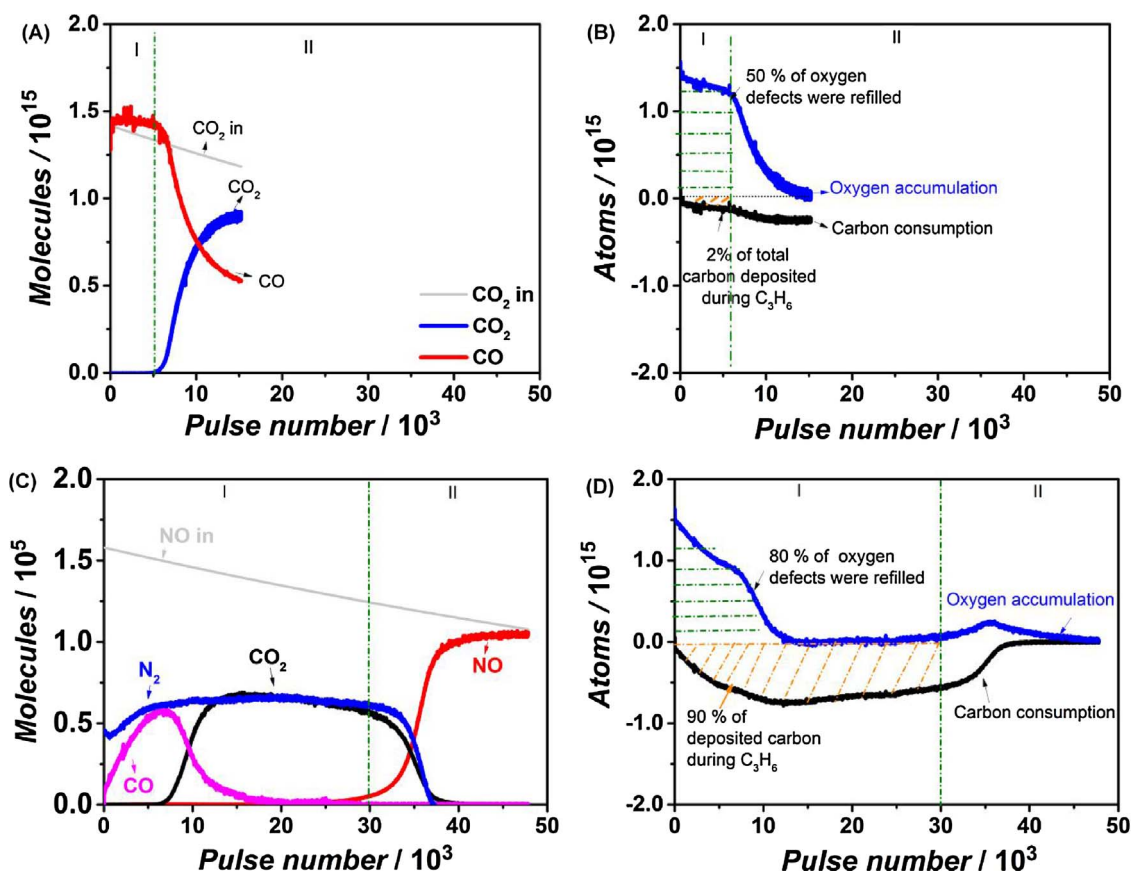 (A)
I
II
2.0
1.5
1.0
0.5
0.0
Molecules / 10^15
CO2 in
CO2
CO
CO2 in
CO2
CO
0
10
20
30
40
50
Pulse number / 10^3
(B)
I
II
2.0
1.0
0.0
-1.0
-2.0
Atoms / 10^15
50 % of oxygen
defects were refilled
Oxygen accumulation
Carbon consumption
2% of total
carbon deposited
during C3H6
0
10
20
30
40
50
Pulse number / 10^3
(C)
I
II
2.0
1.5
1.0
0.5
0.0
Molecules / 10^5
NO in
N2
CO2
NO
CO
0
10
20
30
40
50
Pulse number / 10^3
(D)
I
II
2.0
1.0
0.0
-1.0
-2.0
Atoms / 10^15
80 % of oxygen
defects were refilled
Oxygen accumulation
90 % of
deposited carbon
during C3H6
Carbon consumption
0
10
20
30
40
50
Pulse number / 10^3